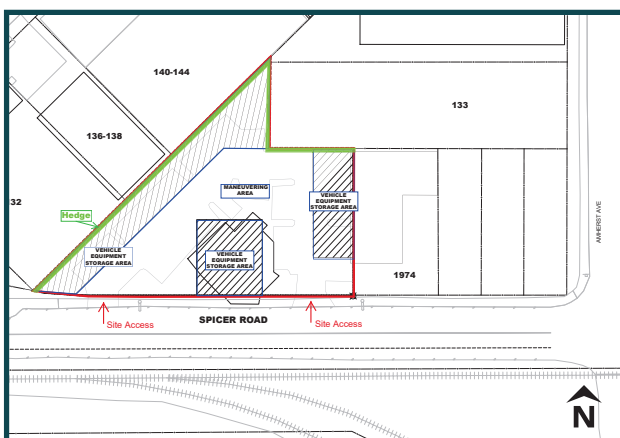 140-144
133
136-138
32
MANEUVERING
AREA
VEHICLE
EQUIPMENT
STORAGE AREA
Hedge
AMHERST AVE
VEHICLE
EQUIPMENT
STORAGE AREA
VEHICLE
EQUIPMENT
STORAGE AREA
1974
Site Access
SPICER ROAD
Site Access
N